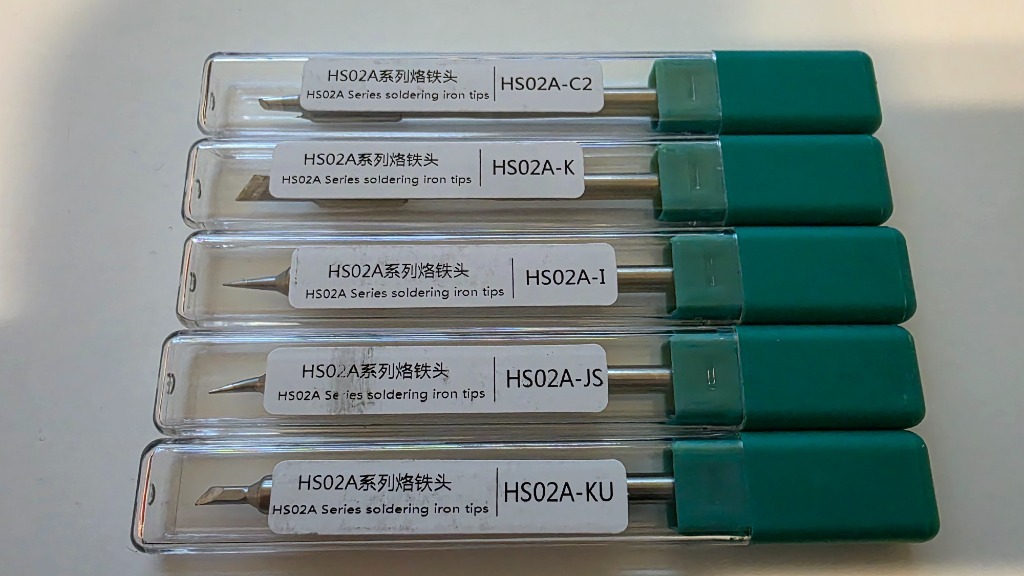 HS02A系列烙铁头
HS02A Series soldering iron tips
HS02A-C2
HS02A系列烙铁头
HS02A Series soldering iron tips
HS02A-K
HS02A系列烙铁头
HS02A Series soldering iron tips
HS02A-I
HS02A系列烙铁头
HS02A Series soldering iron tips
HS02A-JS
HS02A系列烙铁头
HS02A Series soldering iron tips
HS02A-KU